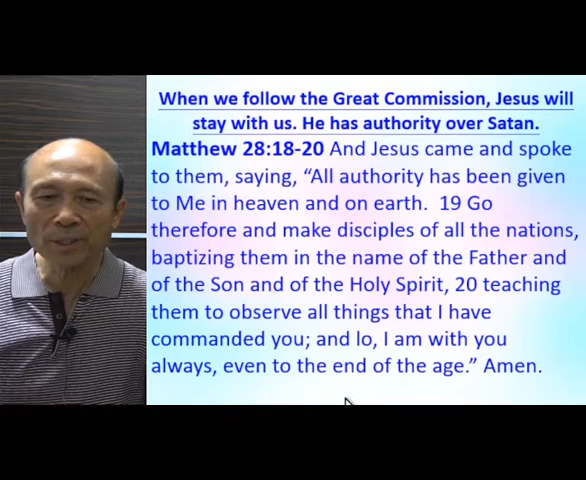 When we follow the Great Commission, Jesus will
stay with us. He has authority over Satan.
Matthew 28:18-20 And Jesus came and spoke
to them, saying, “All authority has been given
to Me in heaven and on earth.  19 Go
therefore and make disciples of all the nations,
baptizing them in the name of the Father and
of the Son and of the Holy Spirit, 20 teaching
them to observe all things that I have
commanded you; and lo, I am with you
always, even to the end of the age.” Amen.